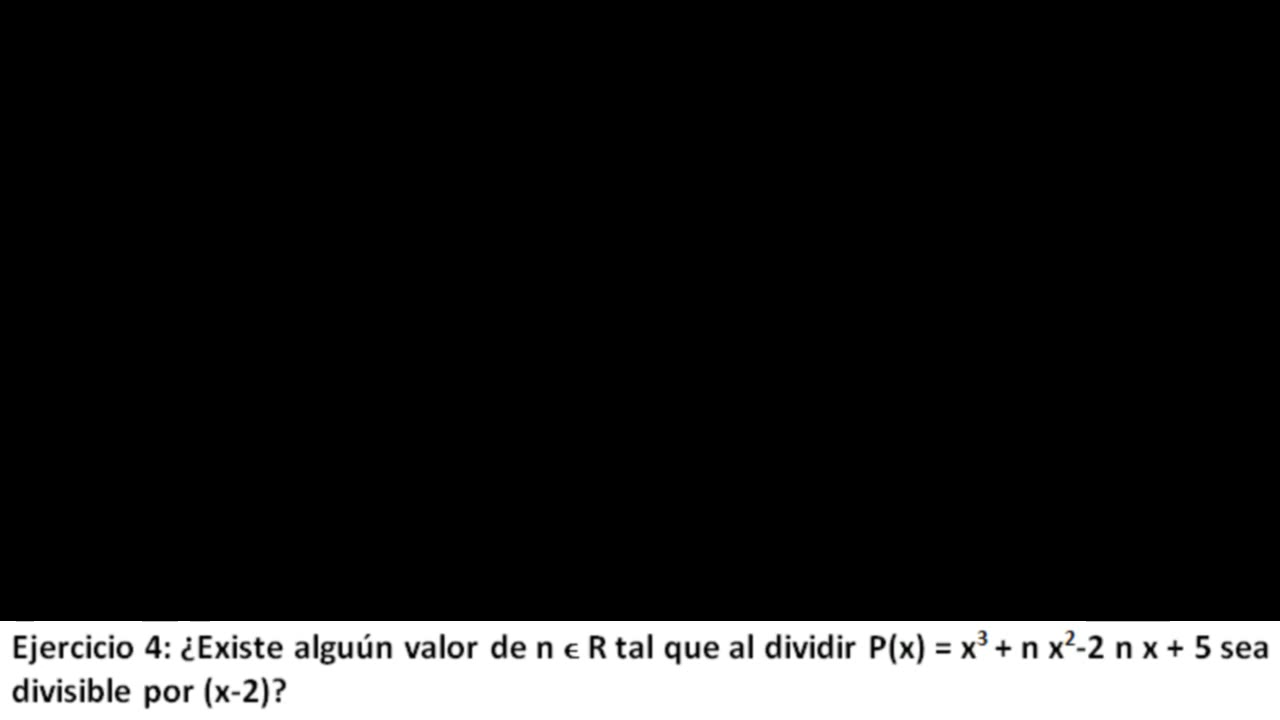 Ejercicio 4: ¿Existe alguún valor de n ϵ R tal que al dividir P(x) = x³ + n x²-2 n x + 5 sea
divisible por (x-2)?